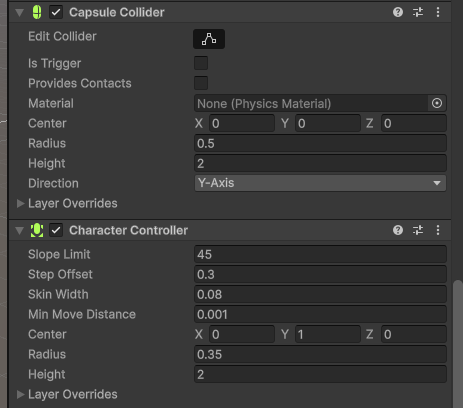 Capsule Collider
Edit Collider
Is Trigger
Provides Contacts
Material None (Physics Material)
Center X 0 Y 0 Z 0
Radius 0.5
Height 2
Direction Y-Axis
Layer Overrides
Character Controller
Slope Limit 45
Step Offset 0.3
Skin Width 0.08
Min Move Distance 0.001
Center X 0 Y 1 Z 0
Radius 0.35
Height 2
Layer Overrides